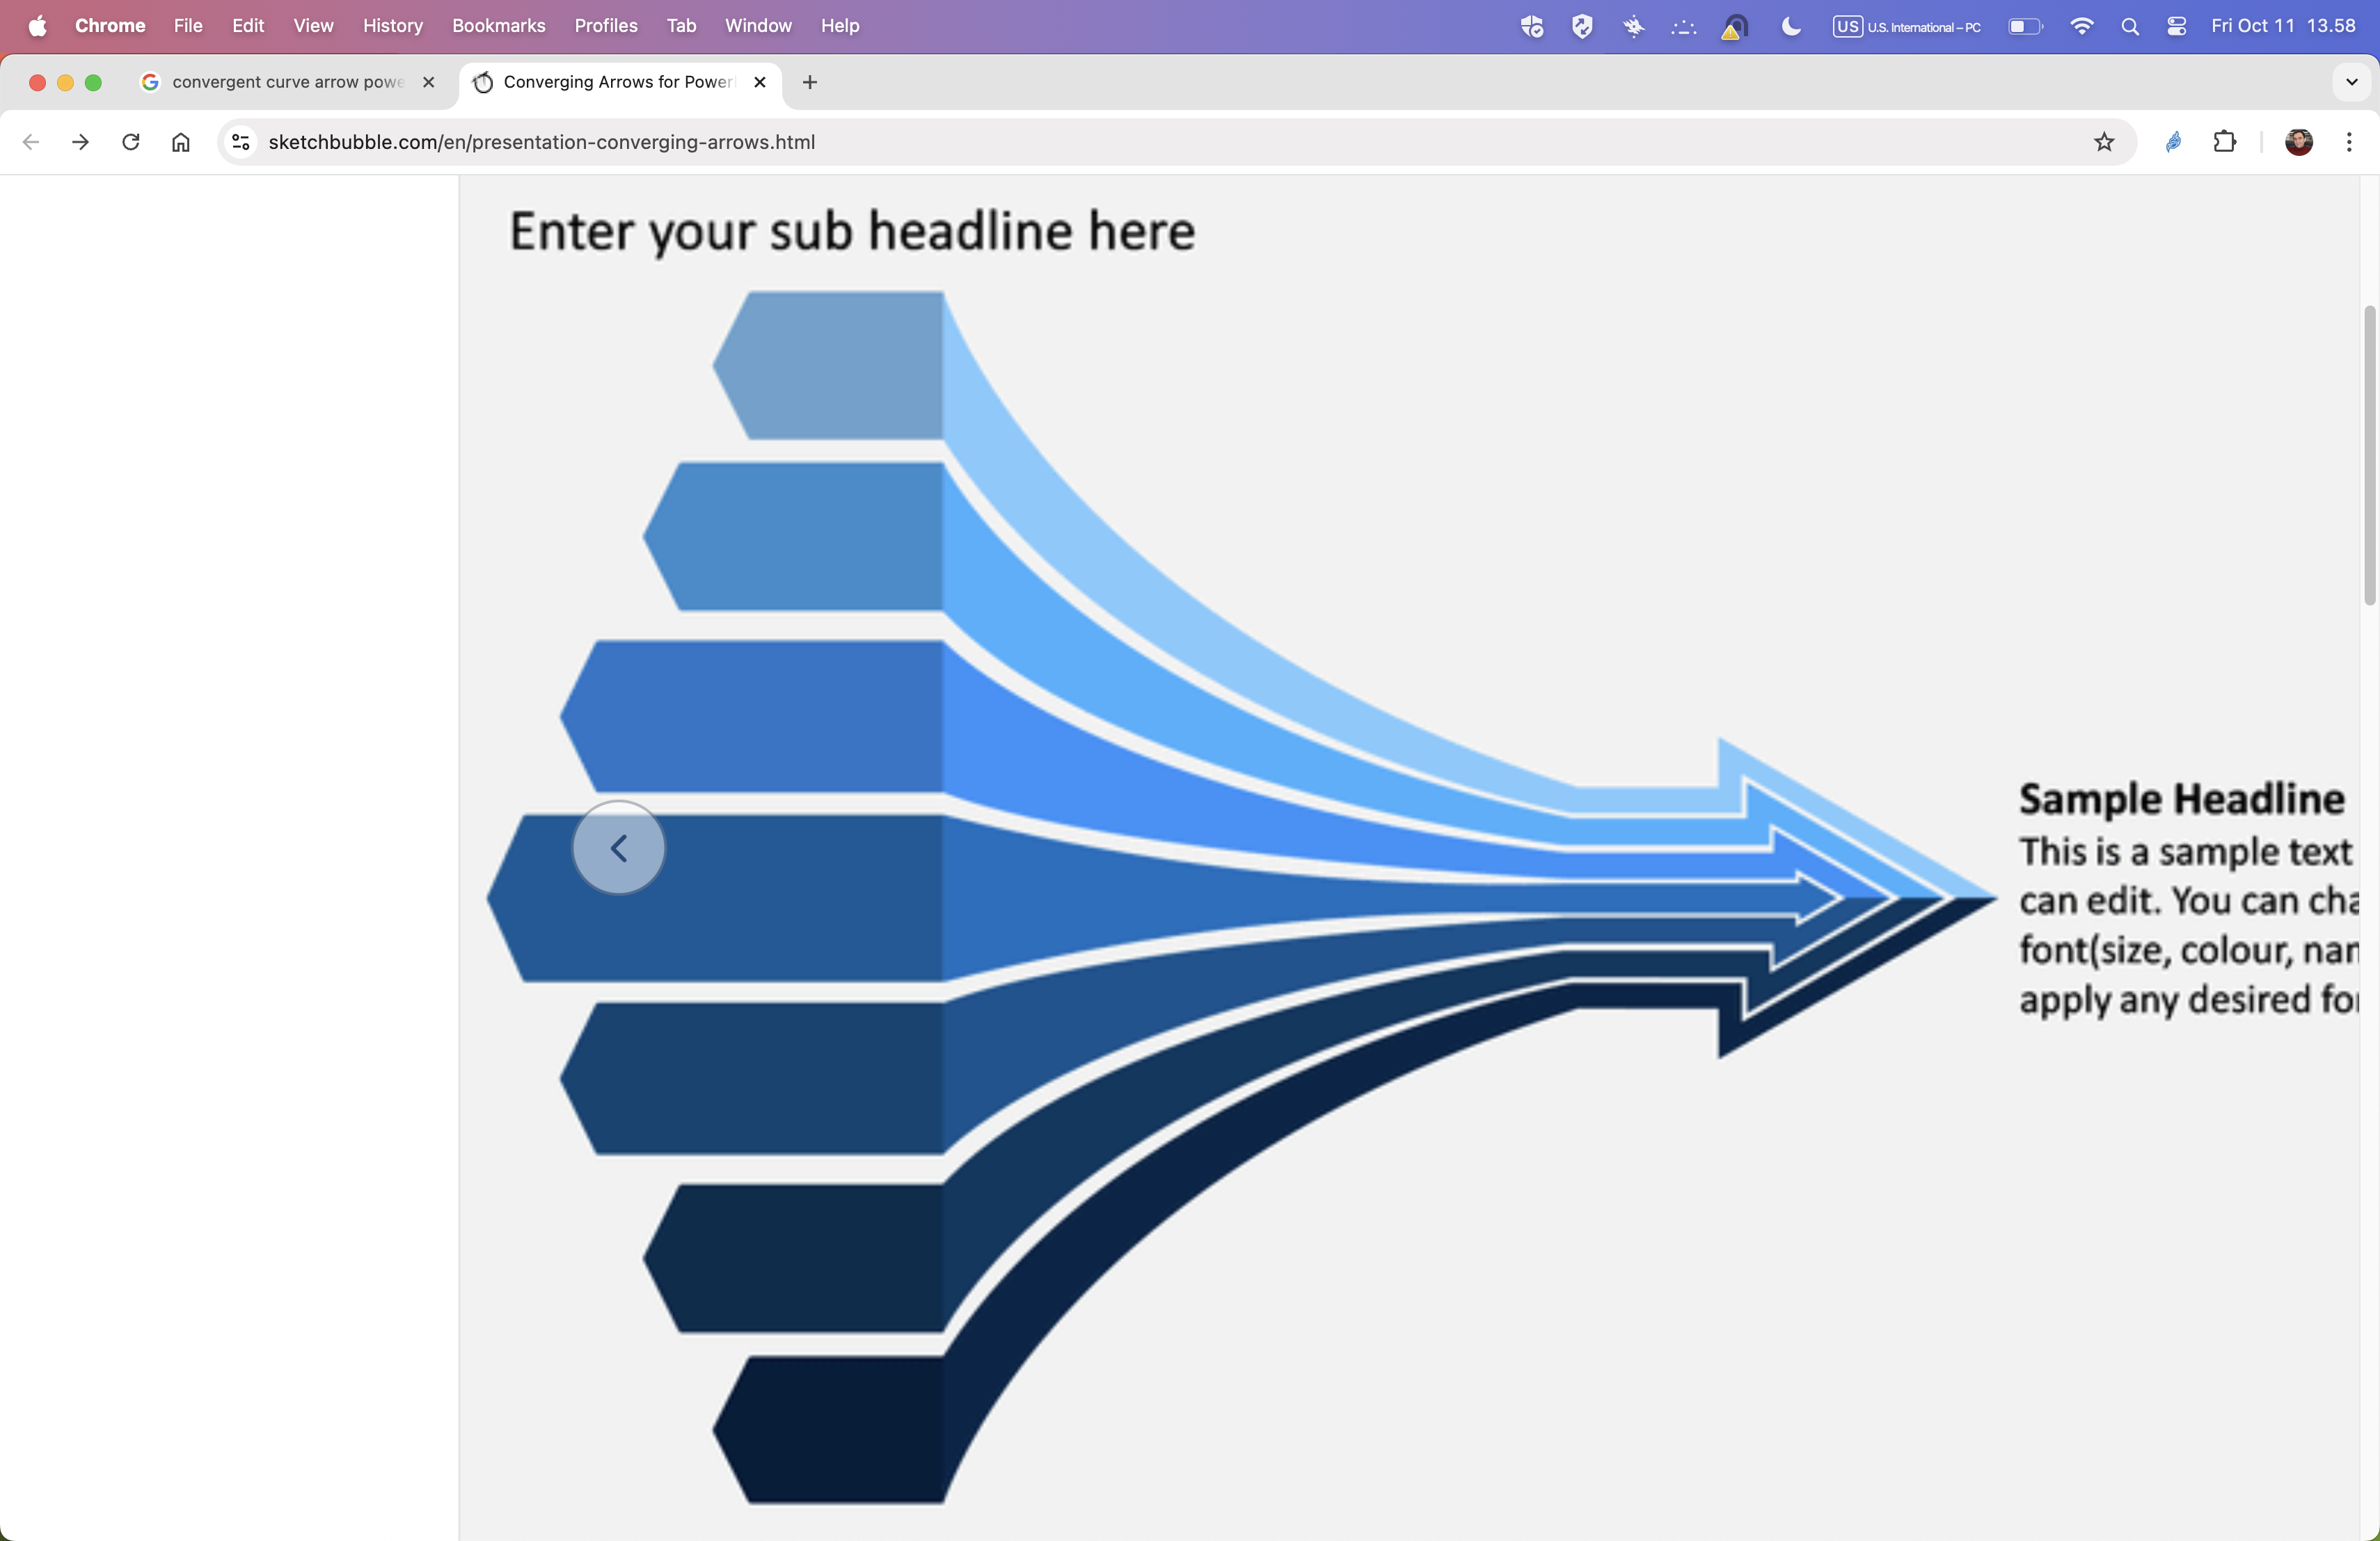 Chrome File Edit View History Bookmarks Profiles Tab Window Help US U.S. International – PC Fri Oct 11 13.58
convergent curve arrow powe Converging Arrows for Power
sketchbubble.com/en/presentation-converging-arrows.html
Enter your sub headline here
Sample Headline
This is a sample text
can edit. You can cha
font(size, colour, nam
apply any desired for